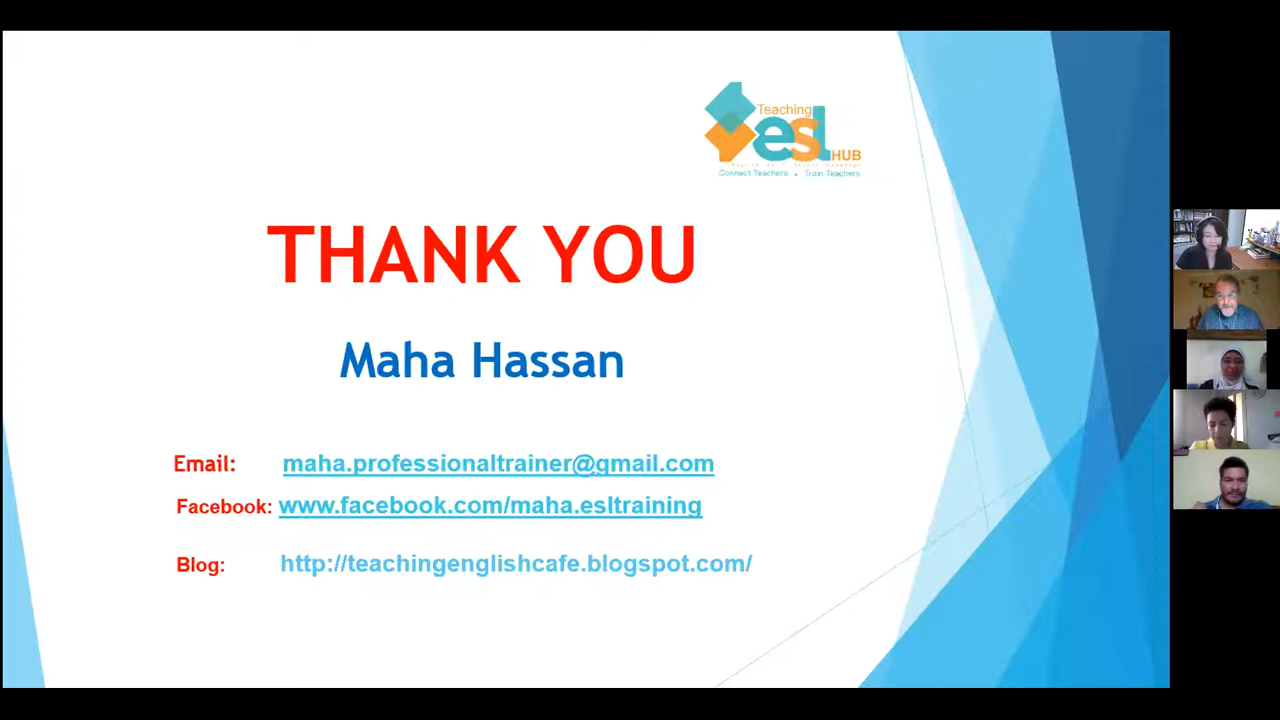 Teaching
esl
HUB
Connect Teachers . Train Teachers
THANK YOU
Maha Hassan
Email: maha.professionaltrainer@gmail.com
Facebook: www.facebook.com/maha.esltraining
Blog: http://teachingenglishcafe.blogspot.com/